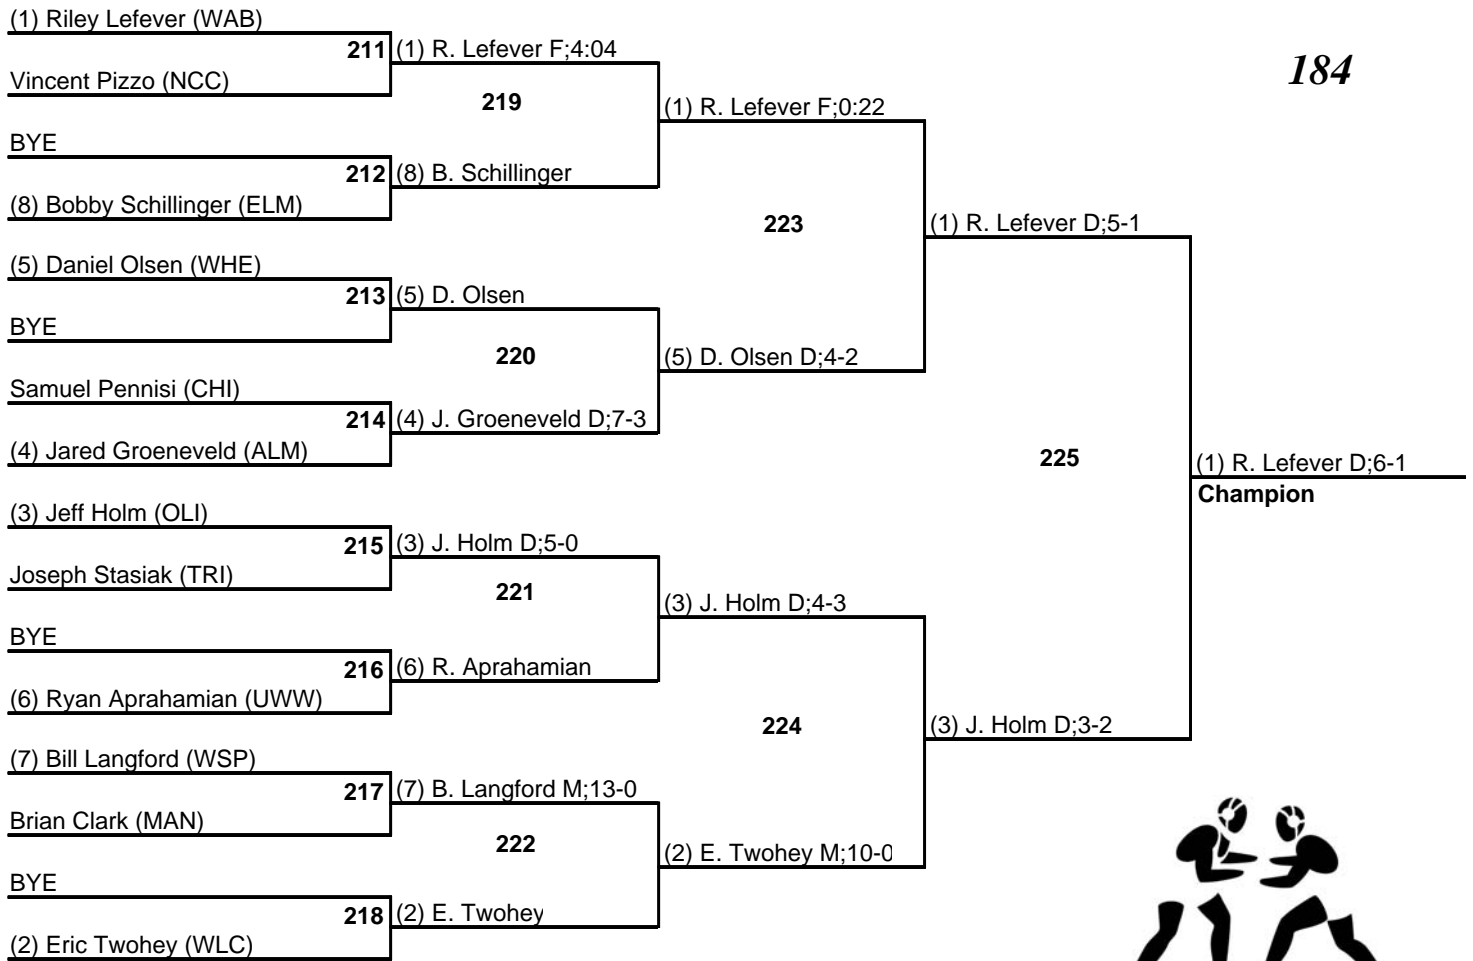 (1) Riley Lefever (WAB)
211
(1) R. Lefever F;4:04
184
Vincent Pizzo (NCC)
219
(1) R. Lefever F;0:22
BYE
212
(8) B. Schillinger
(8) Bobby Schillinger (ELM)
223
(1) R. Lefever D;5-1
(5) Daniel Olsen (WHE)
213
(5) D. Olsen
BYE
220
(5) D. Olsen D;4-2
Samuel Pennisi (CHI)
214
(4) J. Groeneveld D;7-3
(4) Jared Groeneveld (ALM)
225
(1) R. Lefever D;6-1
Champion
(3) Jeff Holm (OLI)
215
(3) J. Holm D;5-0
Joseph Stasiak (TRI)
221
(3) J. Holm D;4-3
BYE
216
(6) R. Aprahamian
(6) Ryan Aprahamian (UWW)
224
(3) J. Holm D;3-2
(7) Bill Langford (WSP)
217
(7) B. Langford M;13-0
Brian Clark (MAN)
222
(2) E. Twohey M;10-0
BYE
218
(2) E. Twohey
(2) Eric Twohey (WLC)